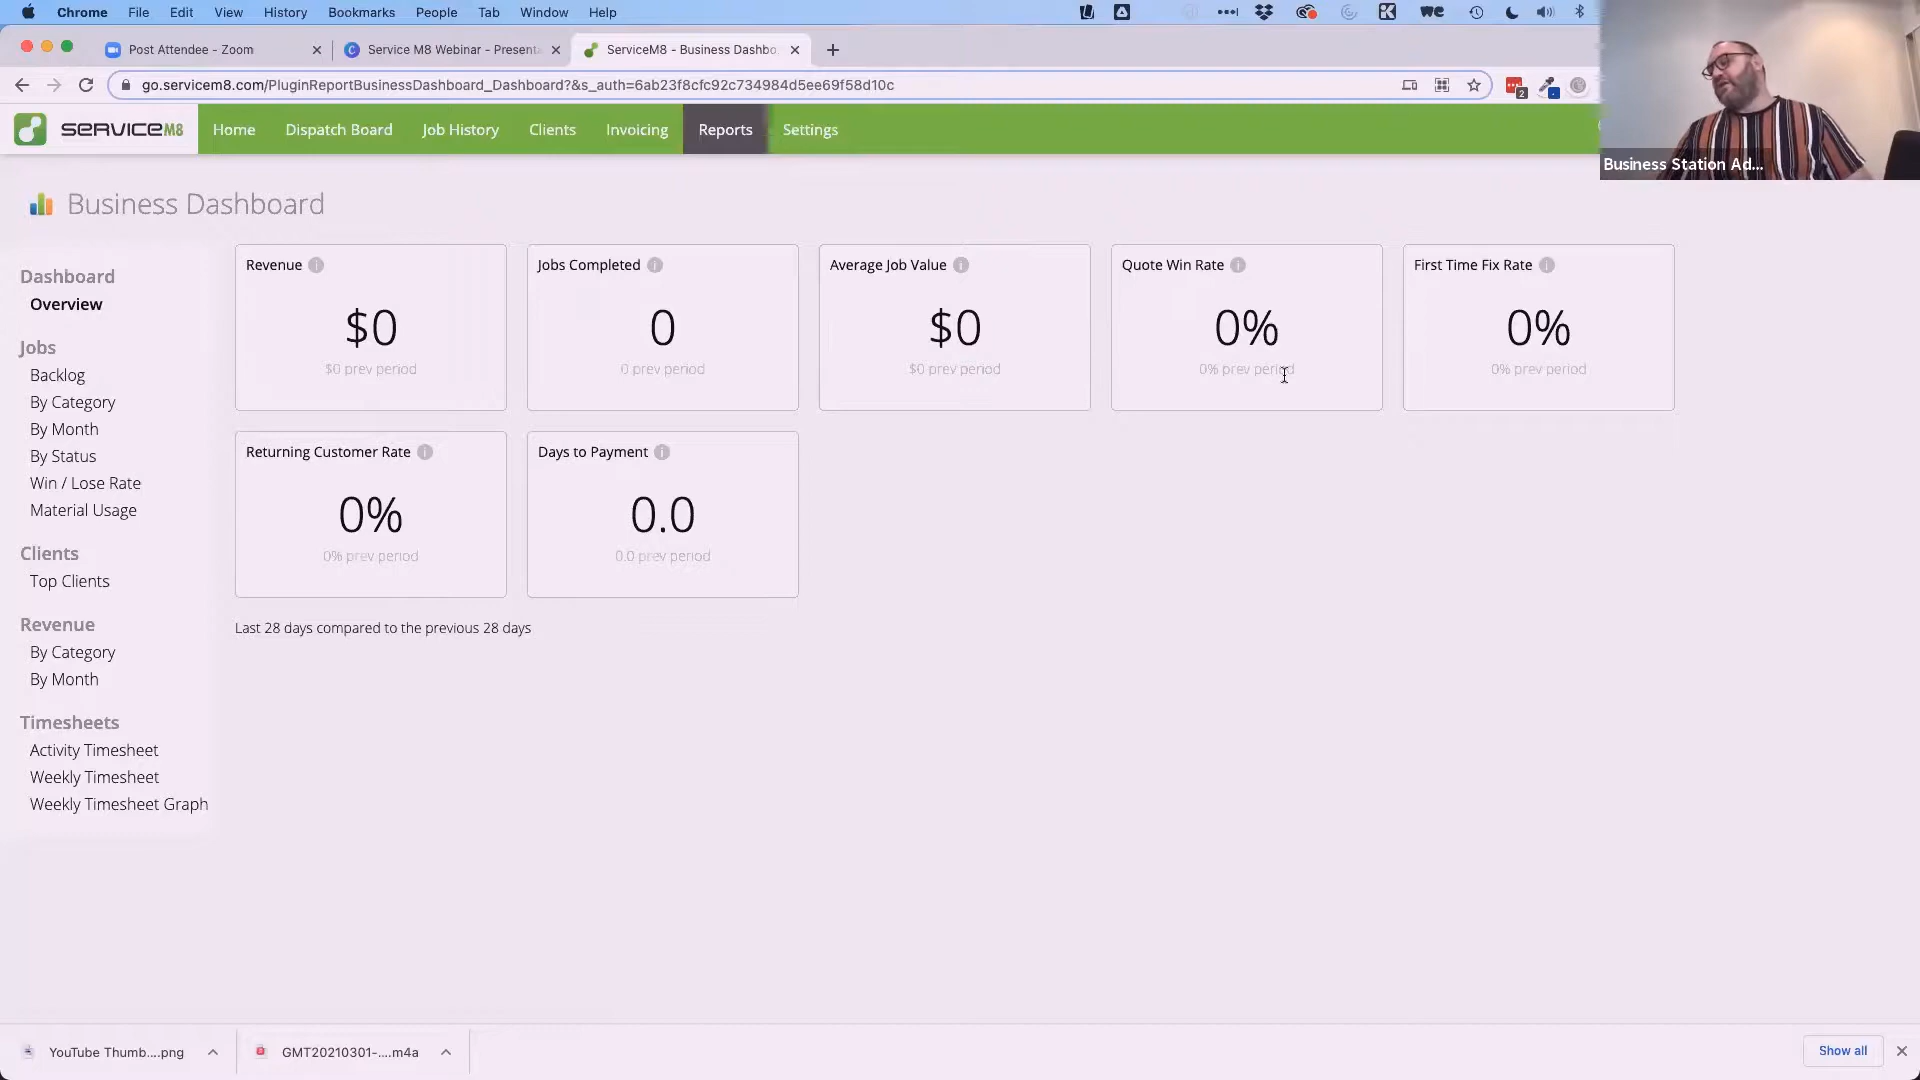 Chrome File Edit View History Bookmarks People Tab Window Help
Post Attendee - Zoom
Service M8 Webinar - Presenta
ServiceM8 - Business Dashbo
go.servicem8.com/PluginReportBusinessDashboard_Dashboard?&s_auth=6ab23f8cfc92c734984d5ee69f58d10c
2
SERVICEM8 Home Dispatch Board Job History Clients Invoicing Reports Settings
Business Station Ad...
Business Dashboard
Dashboard
Overview
Jobs
Backlog
By Category
By Month
By Status
Win / Lose Rate
Material Usage
Clients
Top Clients
Revenue
By Category
By Month
Timesheets
Activity Timesheet
Weekly Timesheet
Weekly Timesheet Graph
Revenue
$0
$0 prev period
Jobs Completed
0
0 prev period
Average Job Value
$0
$0 prev period
Quote Win Rate
0%
0% prev period
First Time Fix Rate
0%
0% prev period
Returning Customer Rate
0%
0% prev period
Days to Payment
0.0
0.0 prev period
Last 28 days compared to the previous 28 days
YouTube Thumb....png
GMT20210301-....m4a
Show all